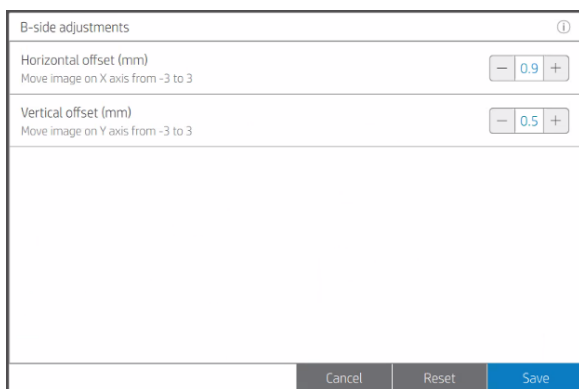 B-side adjustments
Horizontal offset (mm)
Move image on X axis from -3 to 3
− 0.9 +
Vertical offset (mm)
Move image on Y axis from -3 to 3
− 0.5 +
Cancel Reset Save